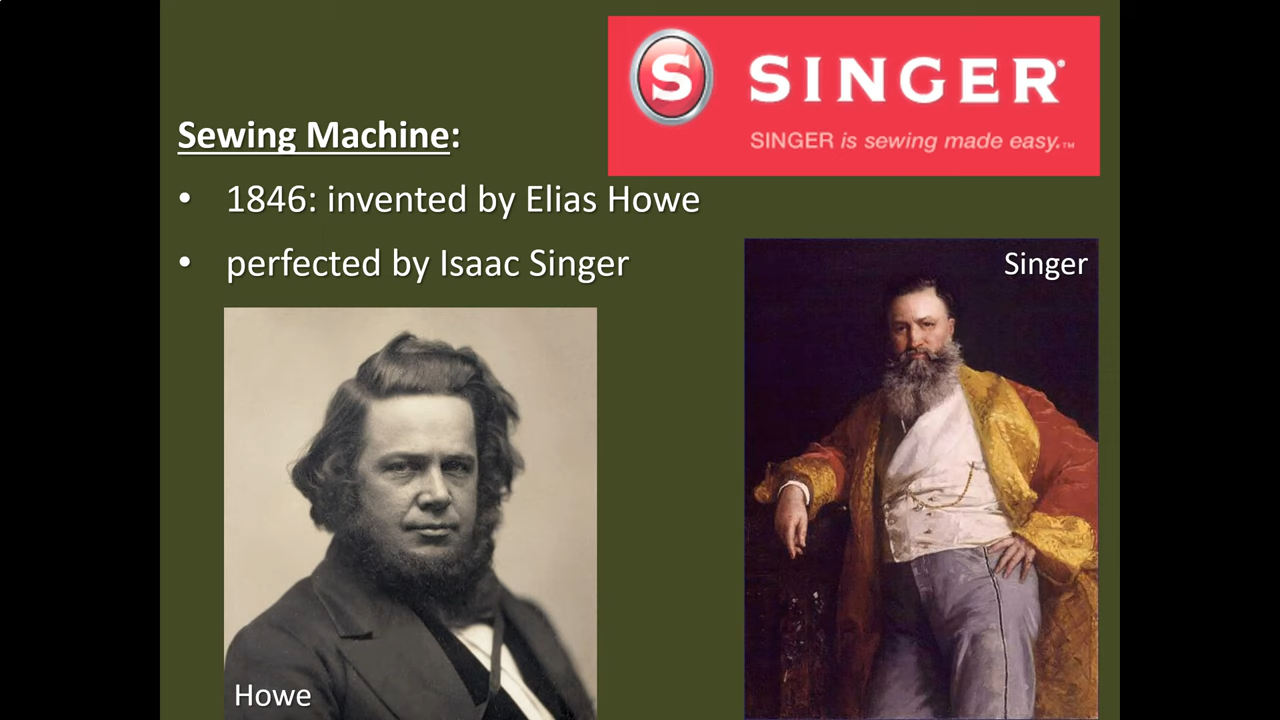 S SINGER®
SINGER is sewing made easy.™
Sewing Machine:
• 1846: invented by Elias Howe
• perfected by Isaac Singer
Singer
Howe